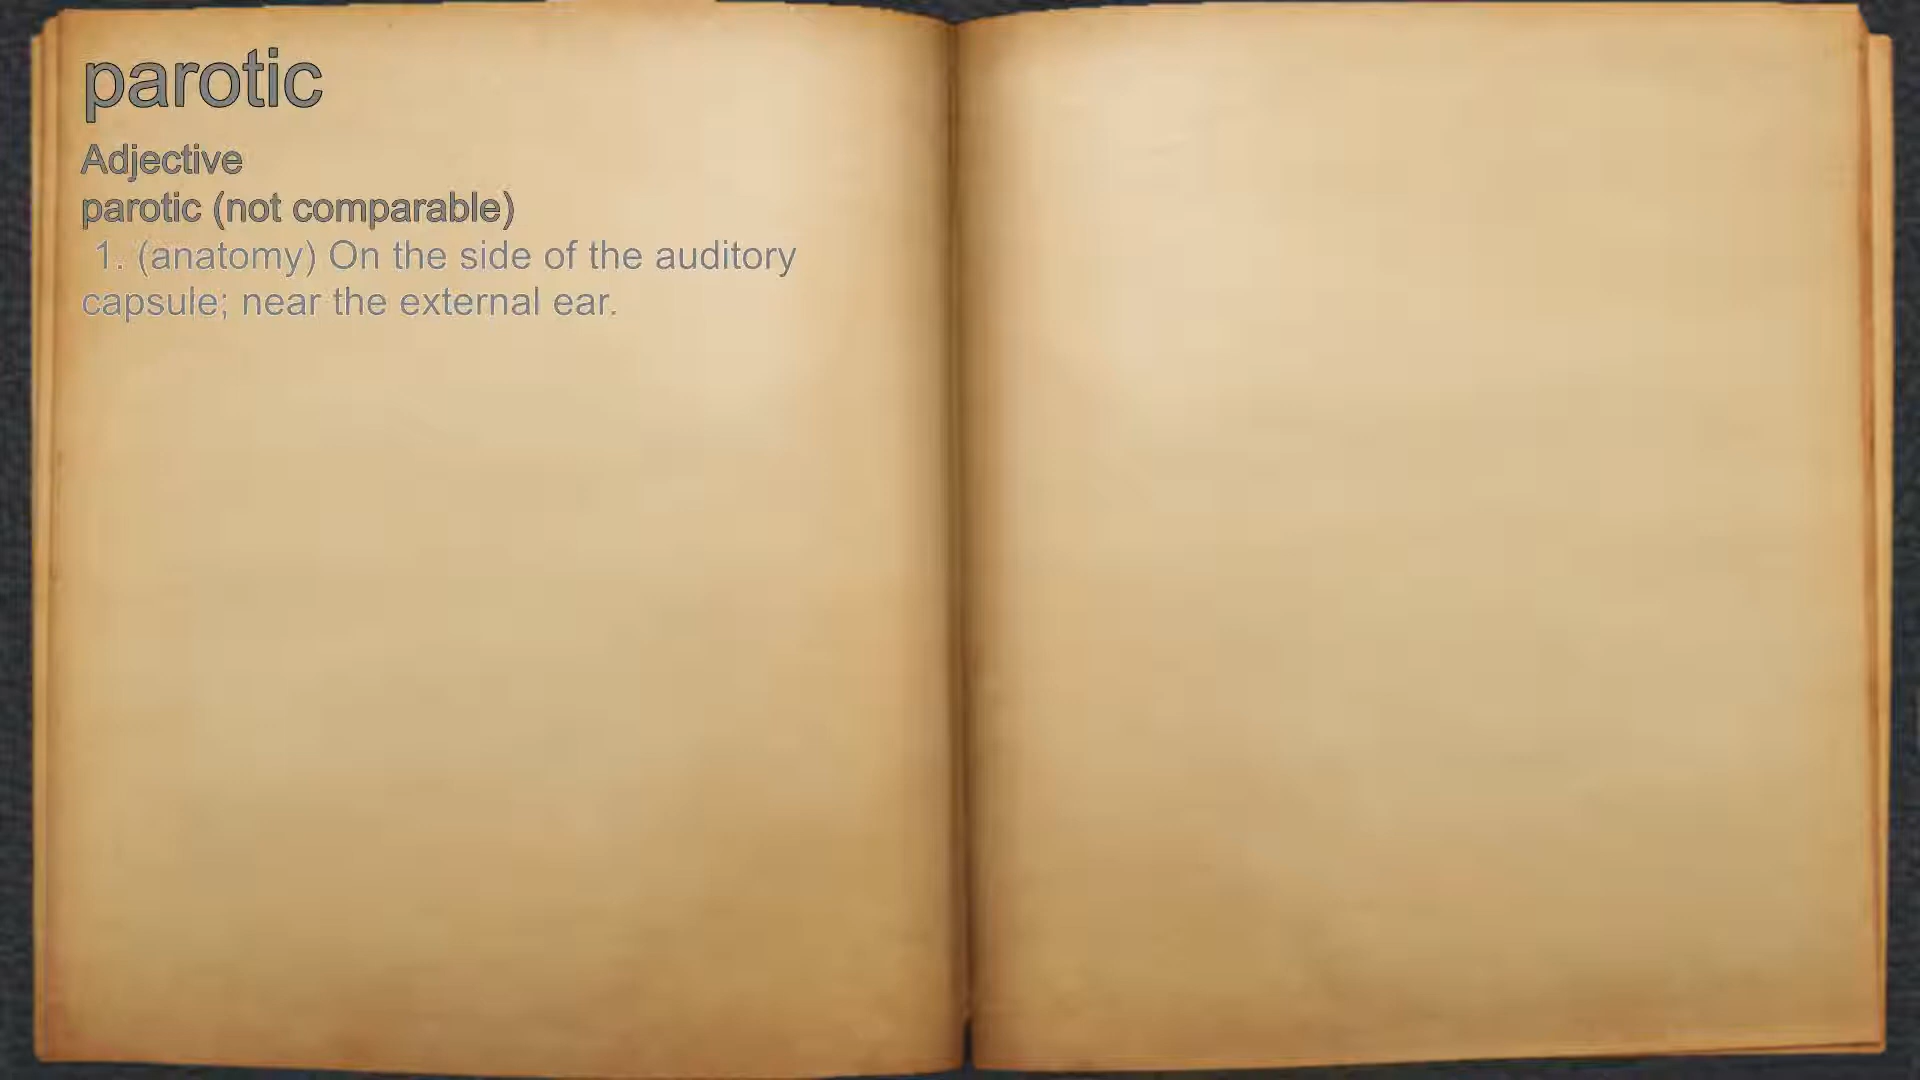 parotic
Adjective
parotic (not comparable)
1. (anatomy) On the side of the auditory
capsule; near the external ear.